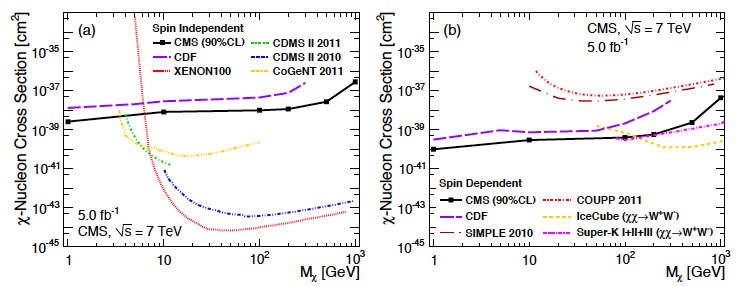 (a)
Spin Independent
CMS (90%CL)
CDF
XENON100
CDMS II 2011
CDMS II 2010
CoGeNT 2011
5.0 fb⁻¹
CMS, √s = 7 TeV
χ-Nucleon Cross Section [cm²]
10⁻³⁵
10⁻³⁷
10⁻³⁹
10⁻⁴¹
10⁻⁴³
10⁻⁴⁵
1 10 10² 10³
Mχ [GeV]
(b)
CMS, √s = 7 TeV
5.0 fb⁻¹
Spin Dependent
CMS (90%CL)
CDF
SIMPLE 2010
COUPP 2011
IceCube (χχ→W⁺W⁻)
Super-K I+II+III (χχ→W⁺W⁻)
χ-Nucleon Cross Section [cm²]
10⁻³⁵
10⁻³⁷
10⁻³⁹
10⁻⁴¹
10⁻⁴³
10⁻⁴⁵
1 10 10² 10³
Mχ [GeV]